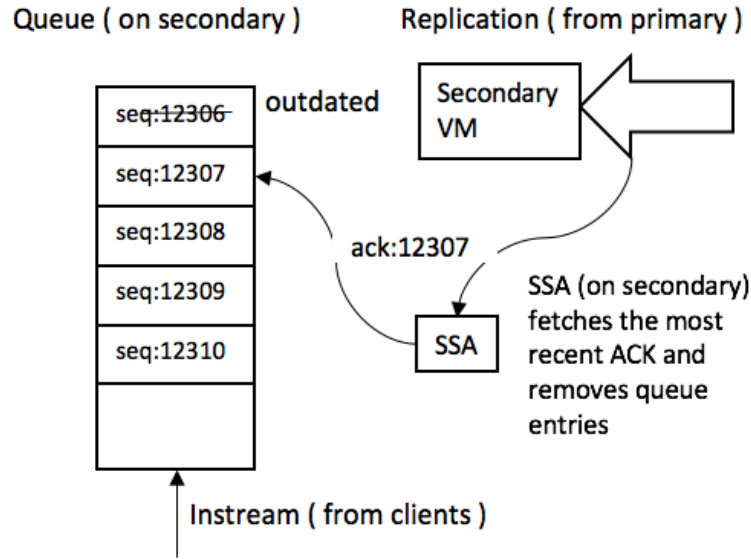 Queue ( on secondary )
Replication ( from primary )
seq:12306
outdated
seq:12307
seq:12308
seq:12309
seq:12310
Secondary
VM
ack:12307
SSA
SSA (on secondary)
fetches the most
recent ACK and
removes queue
entries
Instream ( from clients )